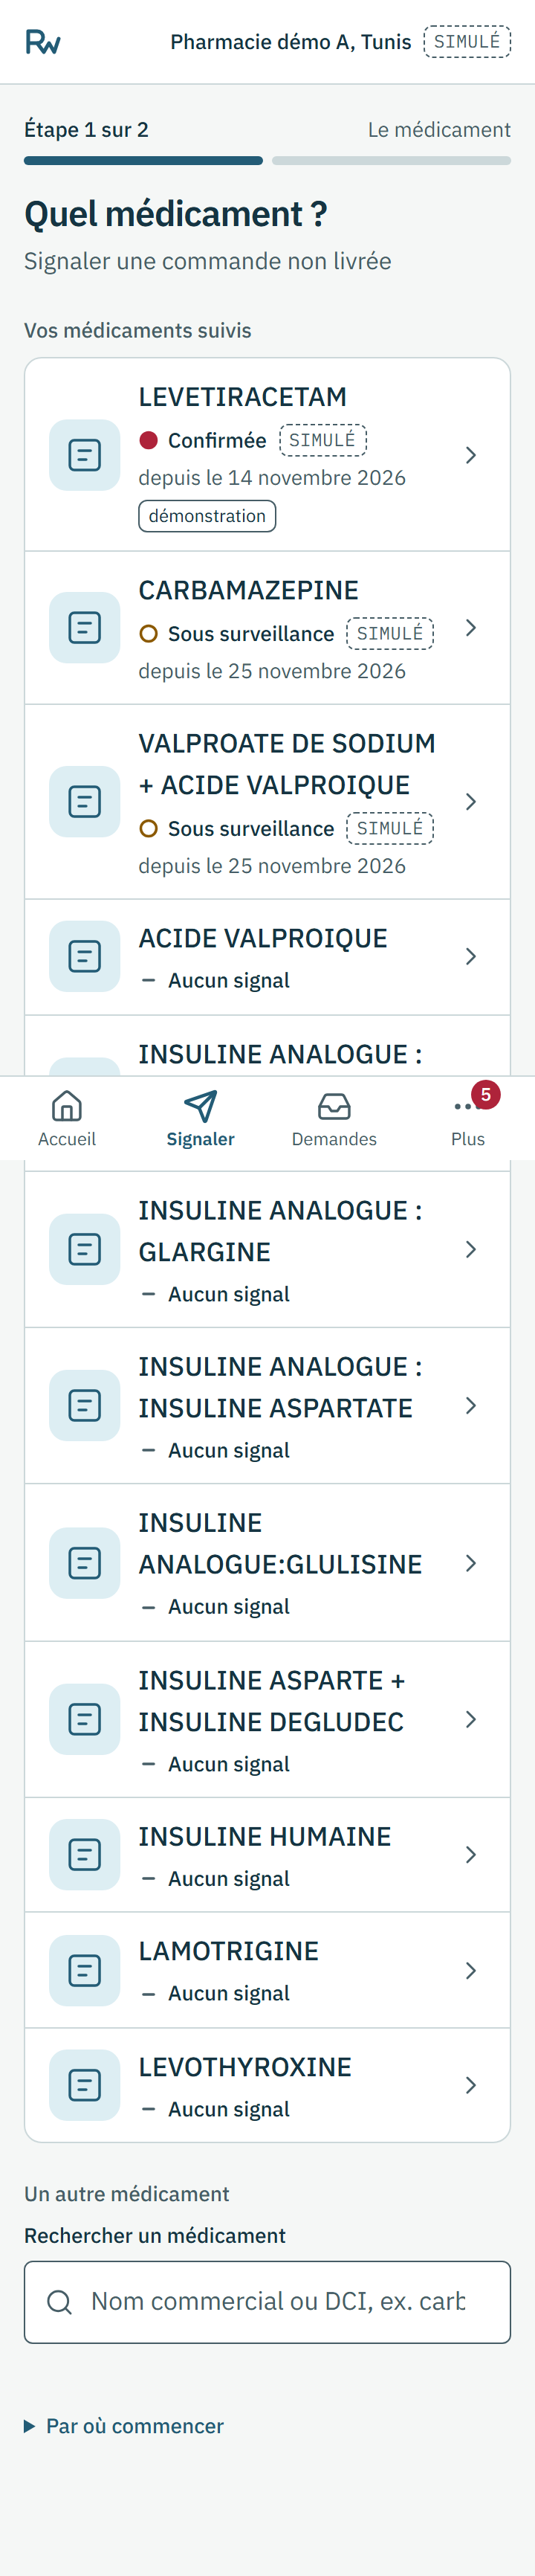 Rw
Pharmacie démo A, Tunis SIMULÉ
Étape 1 sur 2 Le médicament
Quel médicament ?
Signaler une commande non livrée
Vos médicaments suivis
LEVETIRACETAM
Confirmée SIMULÉ
depuis le 14 novembre 2026
démonstration
CARBAMAZEPINE
Sous surveillance SIMULÉ
depuis le 25 novembre 2026
VALPROATE DE SODIUM
+ ACIDE VALPROIQUE
Sous surveillance SIMULÉ
depuis le 25 novembre 2026
ACIDE VALPROIQUE
– Aucun signal
INSULINE ANALOGUE :
5
Accueil Signaler Demandes Plus
INSULINE ANALOGUE :
GLARGINE
– Aucun signal
INSULINE ANALOGUE :
INSULINE ASPARTATE
– Aucun signal
INSULINE
ANALOGUE:GLULISINE
– Aucun signal
INSULINE ASPARTE +
INSULINE DEGLUDEC
– Aucun signal
INSULINE HUMAINE
– Aucun signal
LAMOTRIGINE
– Aucun signal
LEVOTHYROXINE
– Aucun signal
Un autre médicament
Rechercher un médicament
Nom commercial ou DCI, ex. carb
Par où commencer